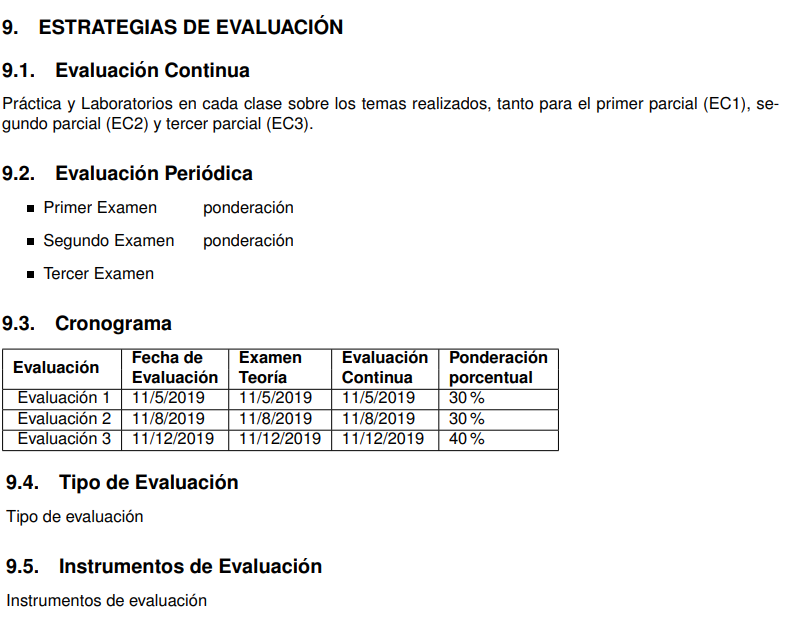 9. ESTRATEGIAS DE EVALUACIÓN
9.1. Evaluación Continua
Práctica y Laboratorios en cada clase sobre los temas realizados, tanto para el primer parcial (EC1), se-
gundo parcial (EC2) y tercer parcial (EC3).
9.2. Evaluación Periódica
▪ Primer Examen ponderación
▪ Segundo Examen ponderación
▪ Tercer Examen
9.3. Cronograma
Evaluación Fecha de Evaluación Examen Teoría Evaluación Continua Ponderación porcentual
Evaluación 1 11/5/2019 11/5/2019 11/5/2019 30 %
Evaluación 2 11/8/2019 11/8/2019 11/8/2019 30 %
Evaluación 3 11/12/2019 11/12/2019 11/12/2019 40 %
9.4. Tipo de Evaluación
Tipo de evaluación
9.5. Instrumentos de Evaluación
Instrumentos de evaluación